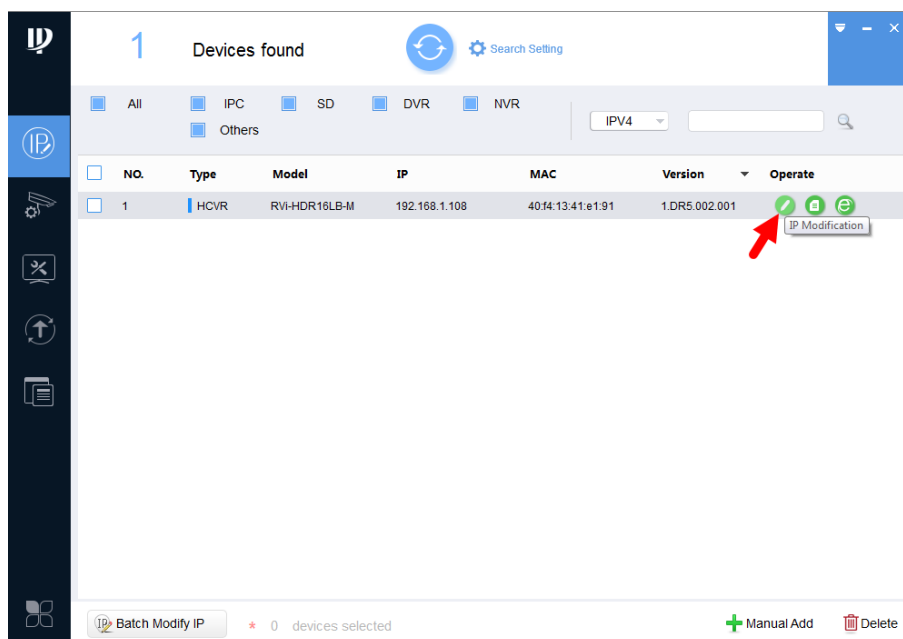 1 Devices found Search Setting
All IPC SD DVR NVR
Others
IPV4
NO. Type Model IP MAC Version Operate
1 HCVR RVi-HDR16LB-M 192.168.1.108 40:f4:13:41:e1:91 1.DR5.002.001
IP Modification
Batch Modify IP * 0 devices selected Manual Add Delete